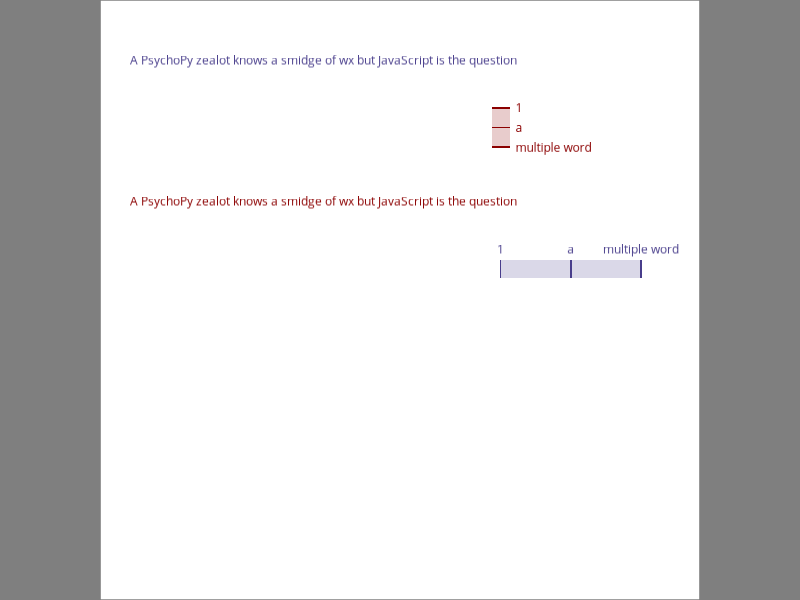 A PsychoPy zealot knows a smidge of wx but JavaScript is the question
1
a
multiple word
A PsychoPy zealot knows a smidge of wx but JavaScript is the question
1 a multiple word